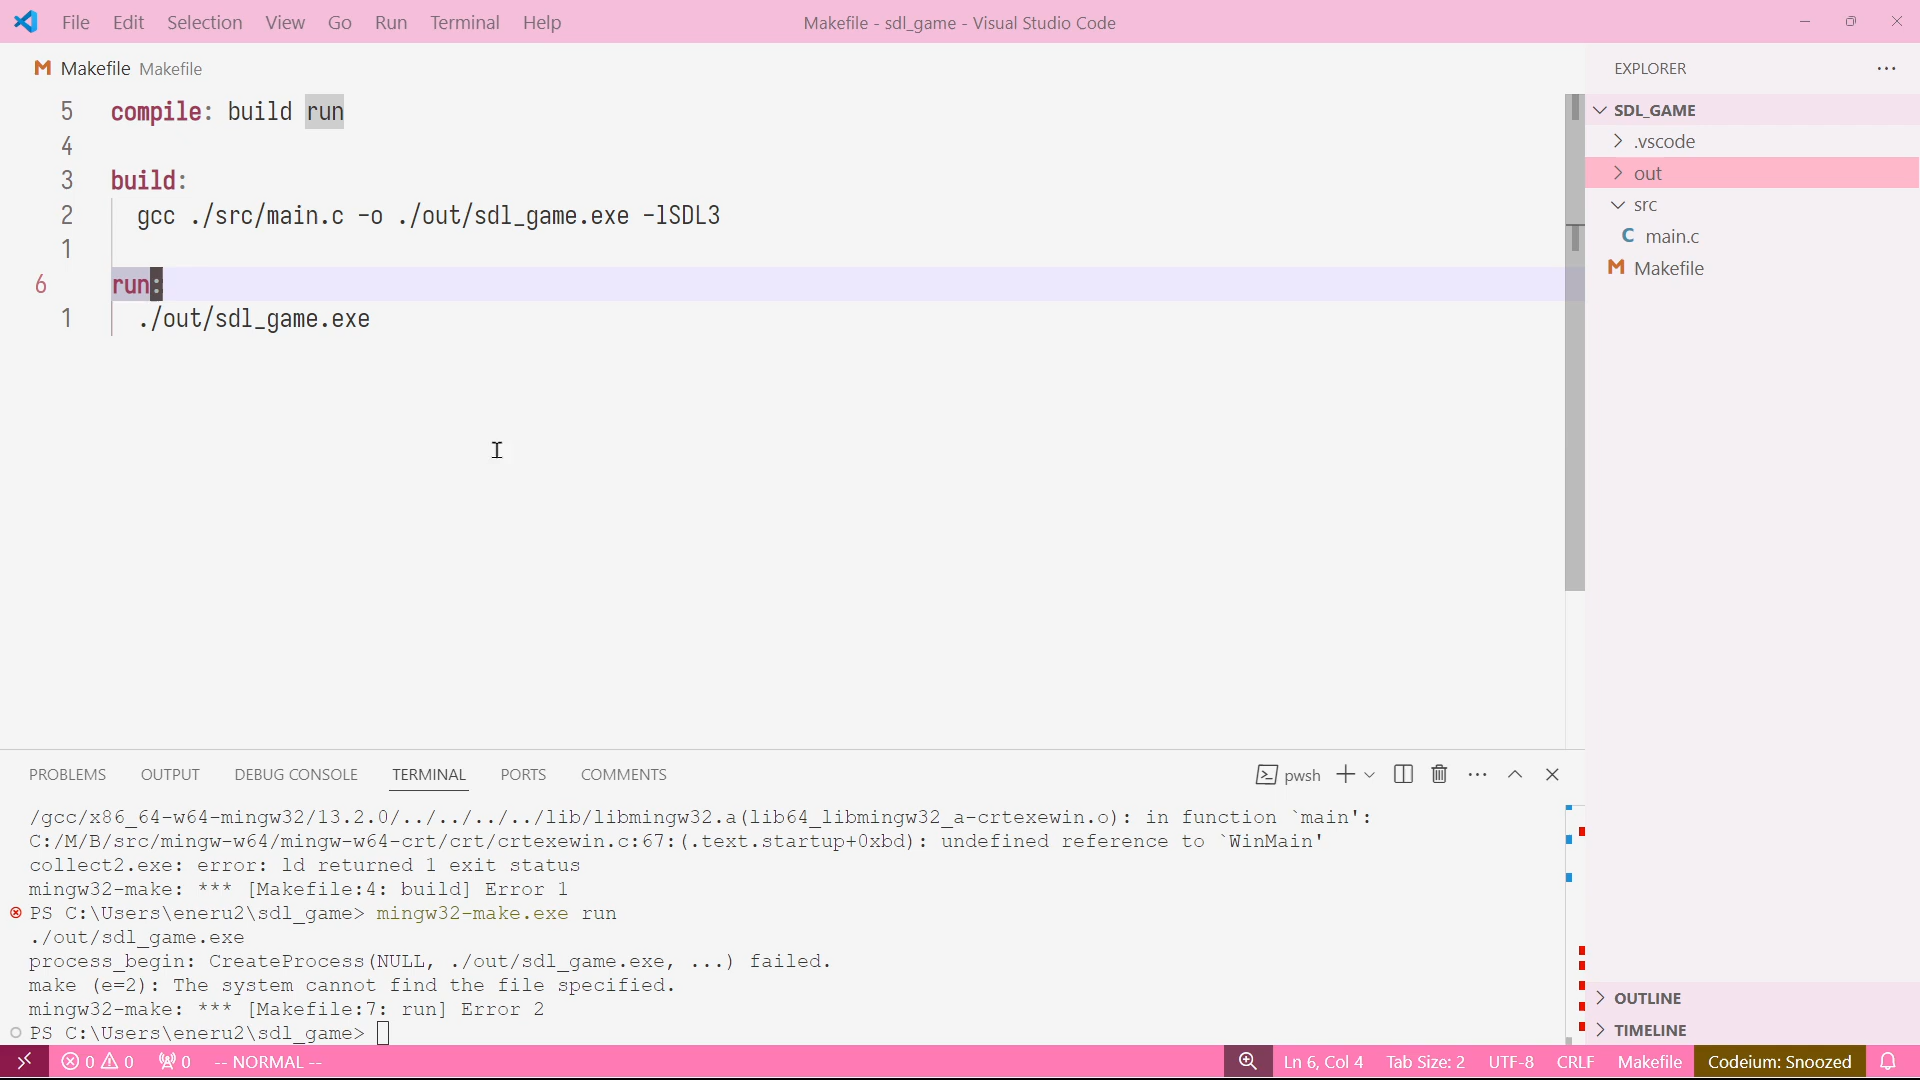 File Edit Selection View Go Run Terminal Help
Makefile - sdl_game - Visual Studio Code
M Makefile Makefile
5 compile: build run
4
3 build:
2 gcc ./src/main.c -o ./out/sdl_game.exe -lSDL3
1
6 run:
1 ./out/sdl_game.exe
EXPLORER
SDL_GAME
.vscode
out
src
C main.c
M Makefile
OUTLINE
TIMELINE
PROBLEMS OUTPUT DEBUG CONSOLE TERMINAL PORTS COMMENTS
pwsh
/gcc/x86_64-w64-mingw32/13.2.0/../../../../lib/libmingw32.a(lib64_libmingw32_a-crtexewin.o): in function `main':
C:/M/B/src/mingw-w64/mingw-w64-crt/crt/crtexewin.c:67:(.text.startup+0xbd): undefined reference to `WinMain'
collect2.exe: error: ld returned 1 exit status
mingw32-make: *** [Makefile:4: build] Error 1
PS C:\Users\eneru2\sdl_game> mingw32-make.exe run
./out/sdl_game.exe
process_begin: CreateProcess(NULL, ./out/sdl_game.exe, ...) failed.
make (e=2): The system cannot find the file specified.
mingw32-make: *** [Makefile:7: run] Error 2
PS C:\Users\eneru2\sdl_game>
0 0 0 -- NORMAL --
Ln 6, Col 4 Tab Size: 2 UTF-8 CRLF Makefile Codeium: Snoozed